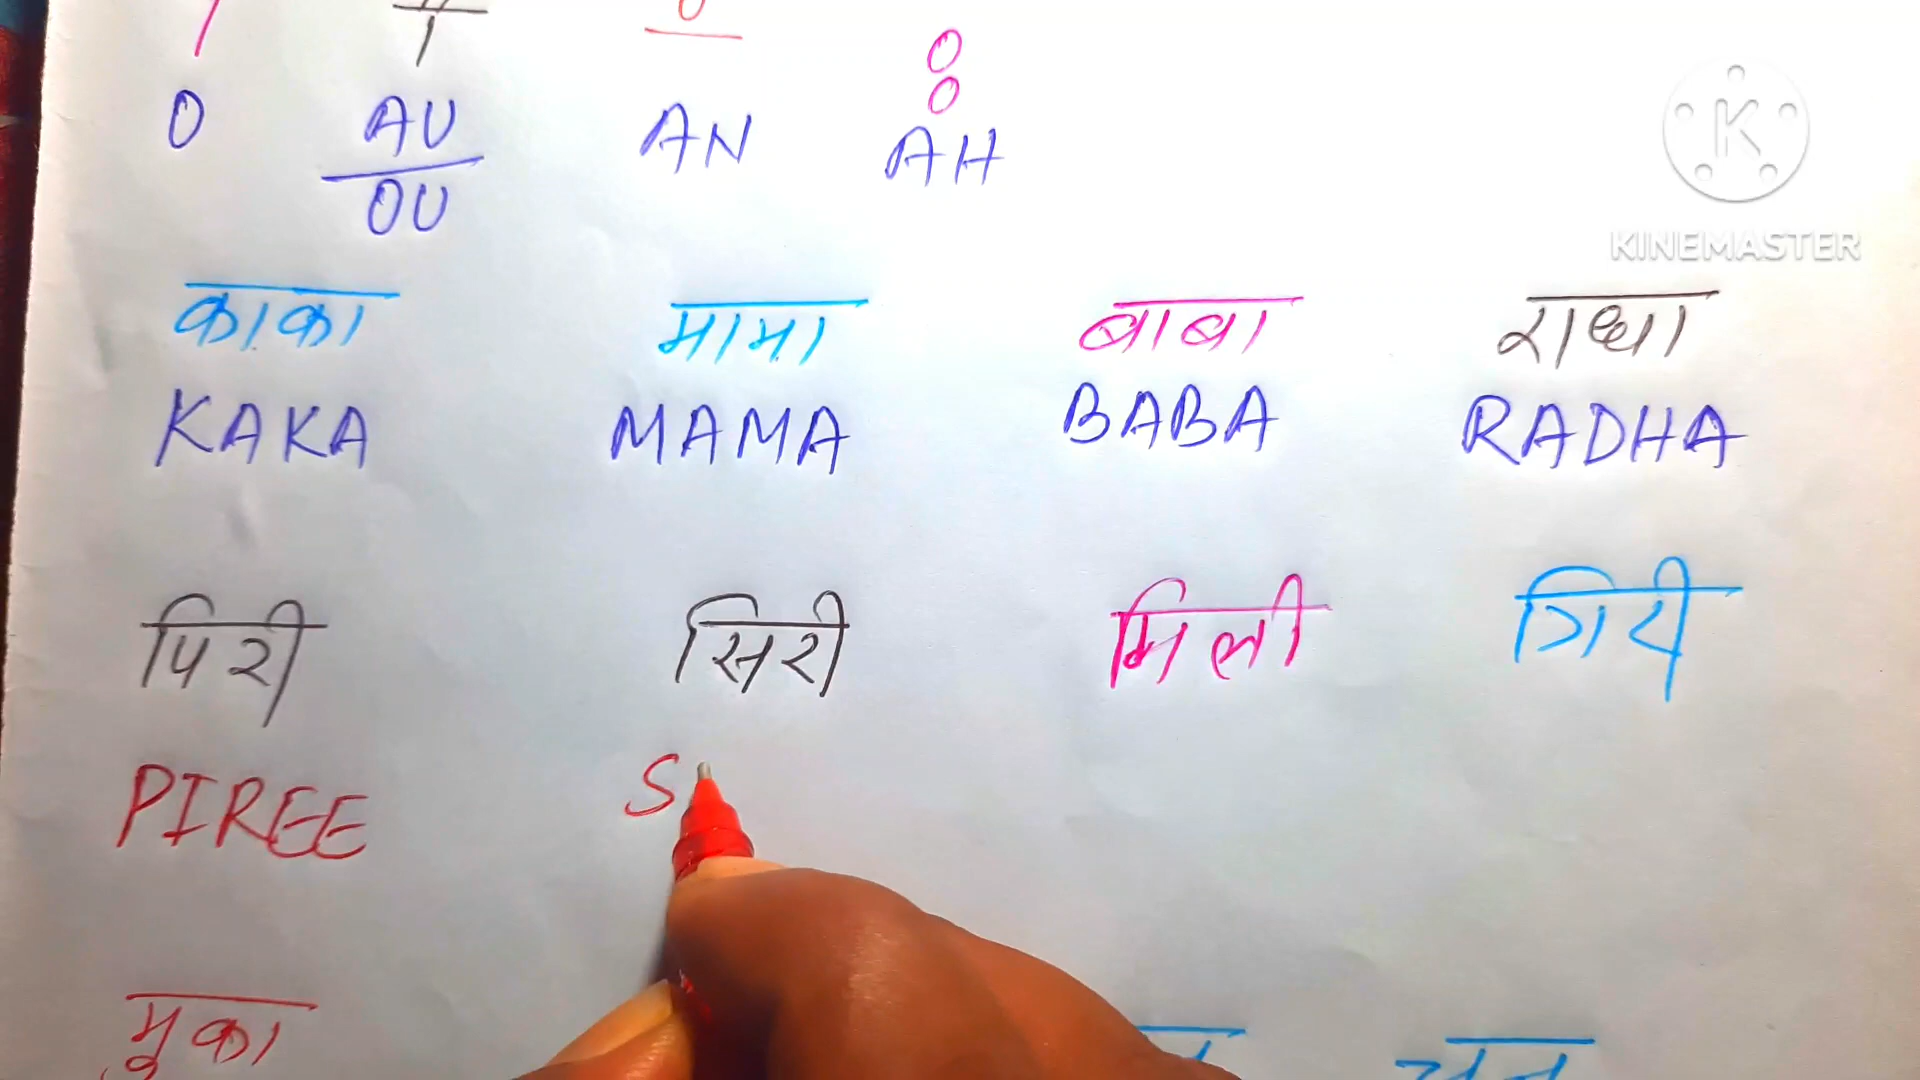 O AU AN AH
OU
काका मामा बाबा राधा
KAKA MAMA BABA RADHA
पिरी सिरी मिली गिरी
PIREE S
मुका
KINEMASTER